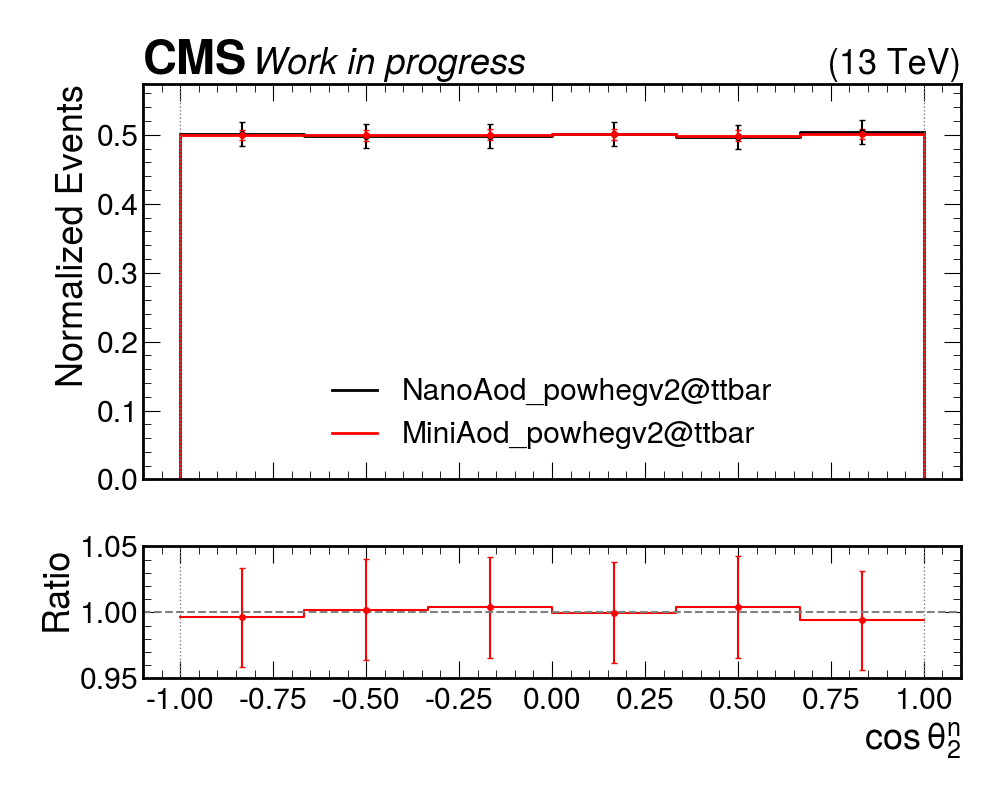 CMS Work in progress (13 TeV)
Normalized Events
0.5
0.4
0.3
0.2
0.1
0.0
NanoAod_powhegv2@ttbar
MiniAod_powhegv2@ttbar
Ratio
1.05
1.00
0.95
-1.00 -0.75 -0.50 -0.25 0.00 0.25 0.50 0.75 1.00
cos θ₂ⁿ